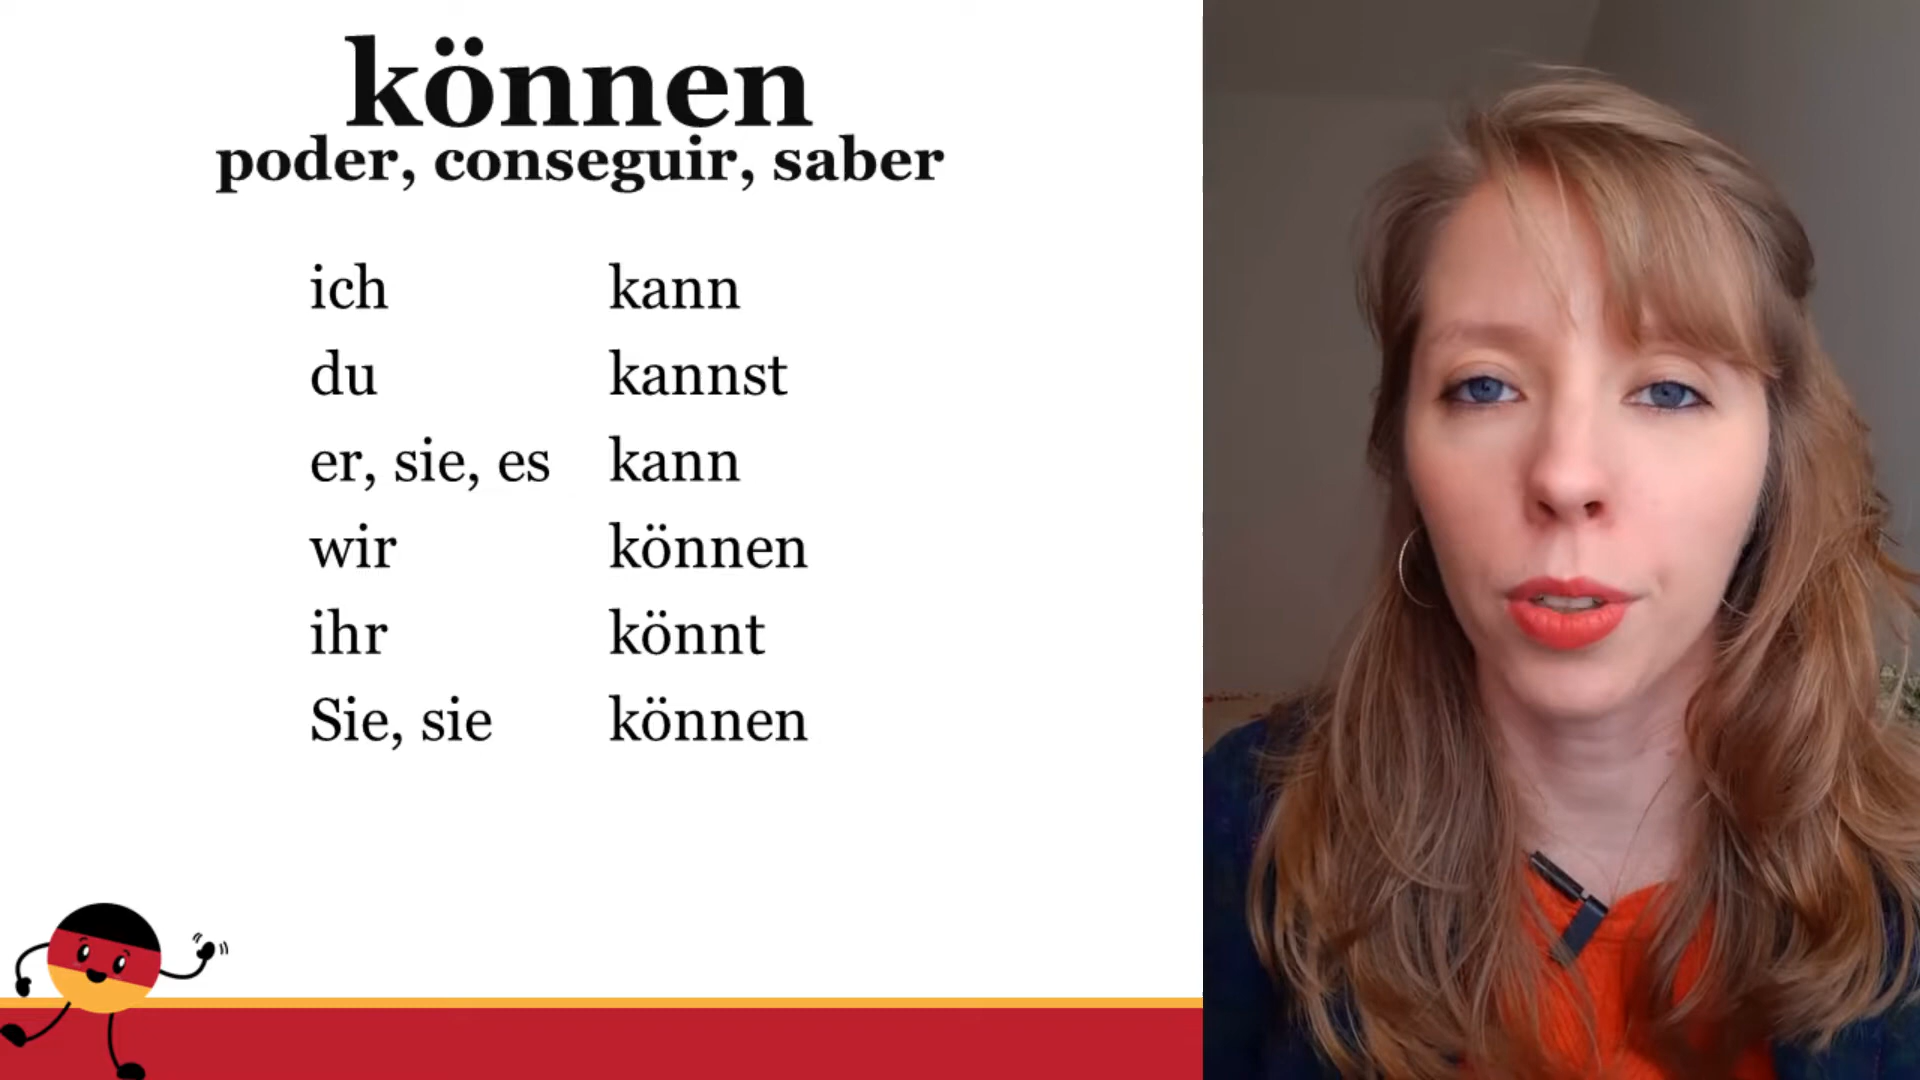 können
poder, conseguir, saber
ich kann
du kannst
er, sie, es kann
wir können
ihr könnt
Sie, sie können